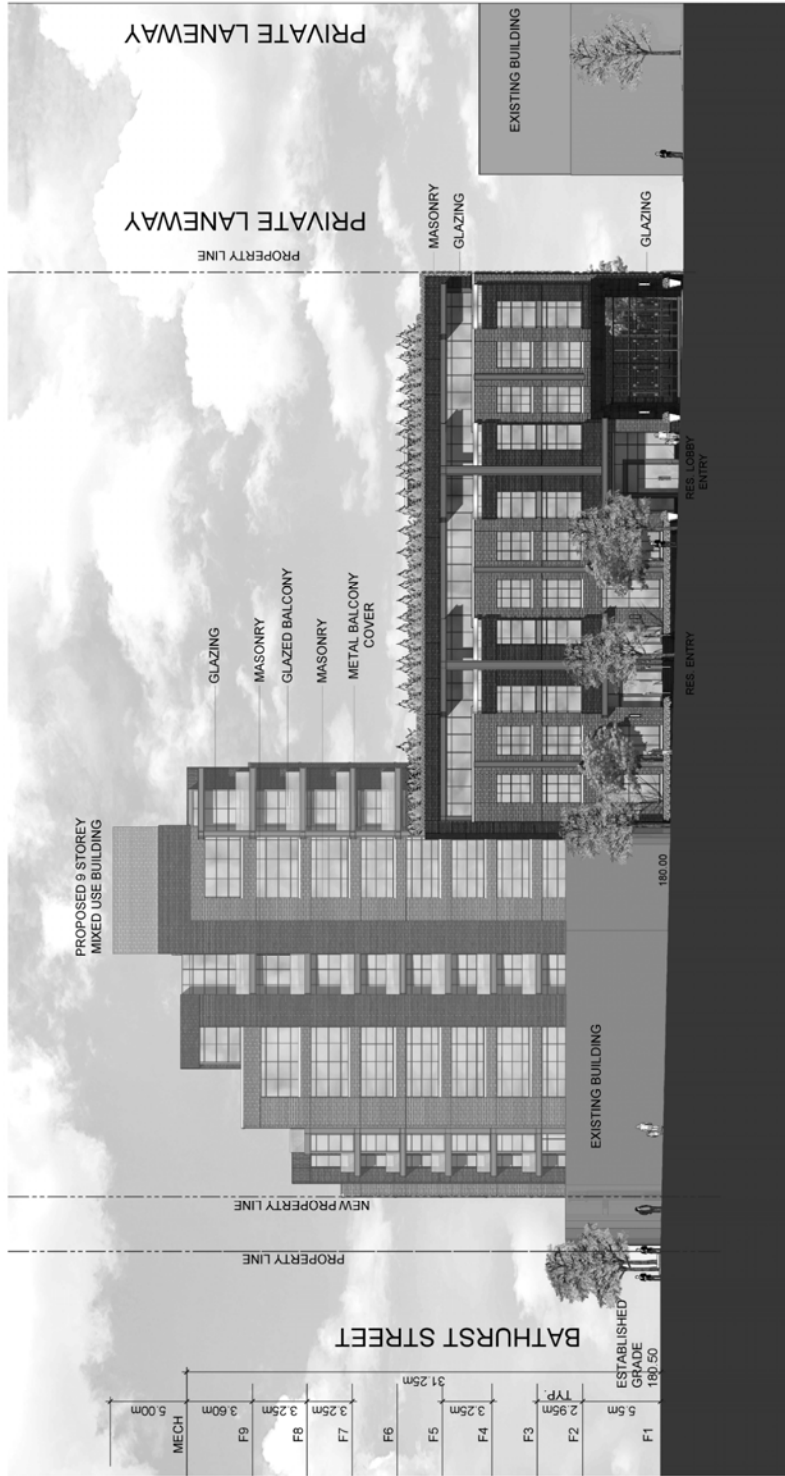 PROPOSED 9 STOREY
MIXED USE BUILDING
PRIVATE LANEWAY
PRIVATE LANEWAY
PROPERTY LINE
EXISTING BUILDING
GLAZING
MASONRY
GLAZED BALCONY
MASONRY
METAL BALCONY
COVER
MASONRY
GLAZING
GLAZING
RES. LOBBY
ENTRY
RES. ENTRY
180.00
EXISTING BUILDING
NEW PROPERTY LINE
PROPERTY LINE
BATHURST STREET
ESTABLISHED
GRADE
180.50
31.25m
5.00m
MECH
3.60m
F9
3.25m
F8
3.25m
F7
F6
F5
3.25m
F4
F3
TYP.
2.95m
F2
5.5m
F1